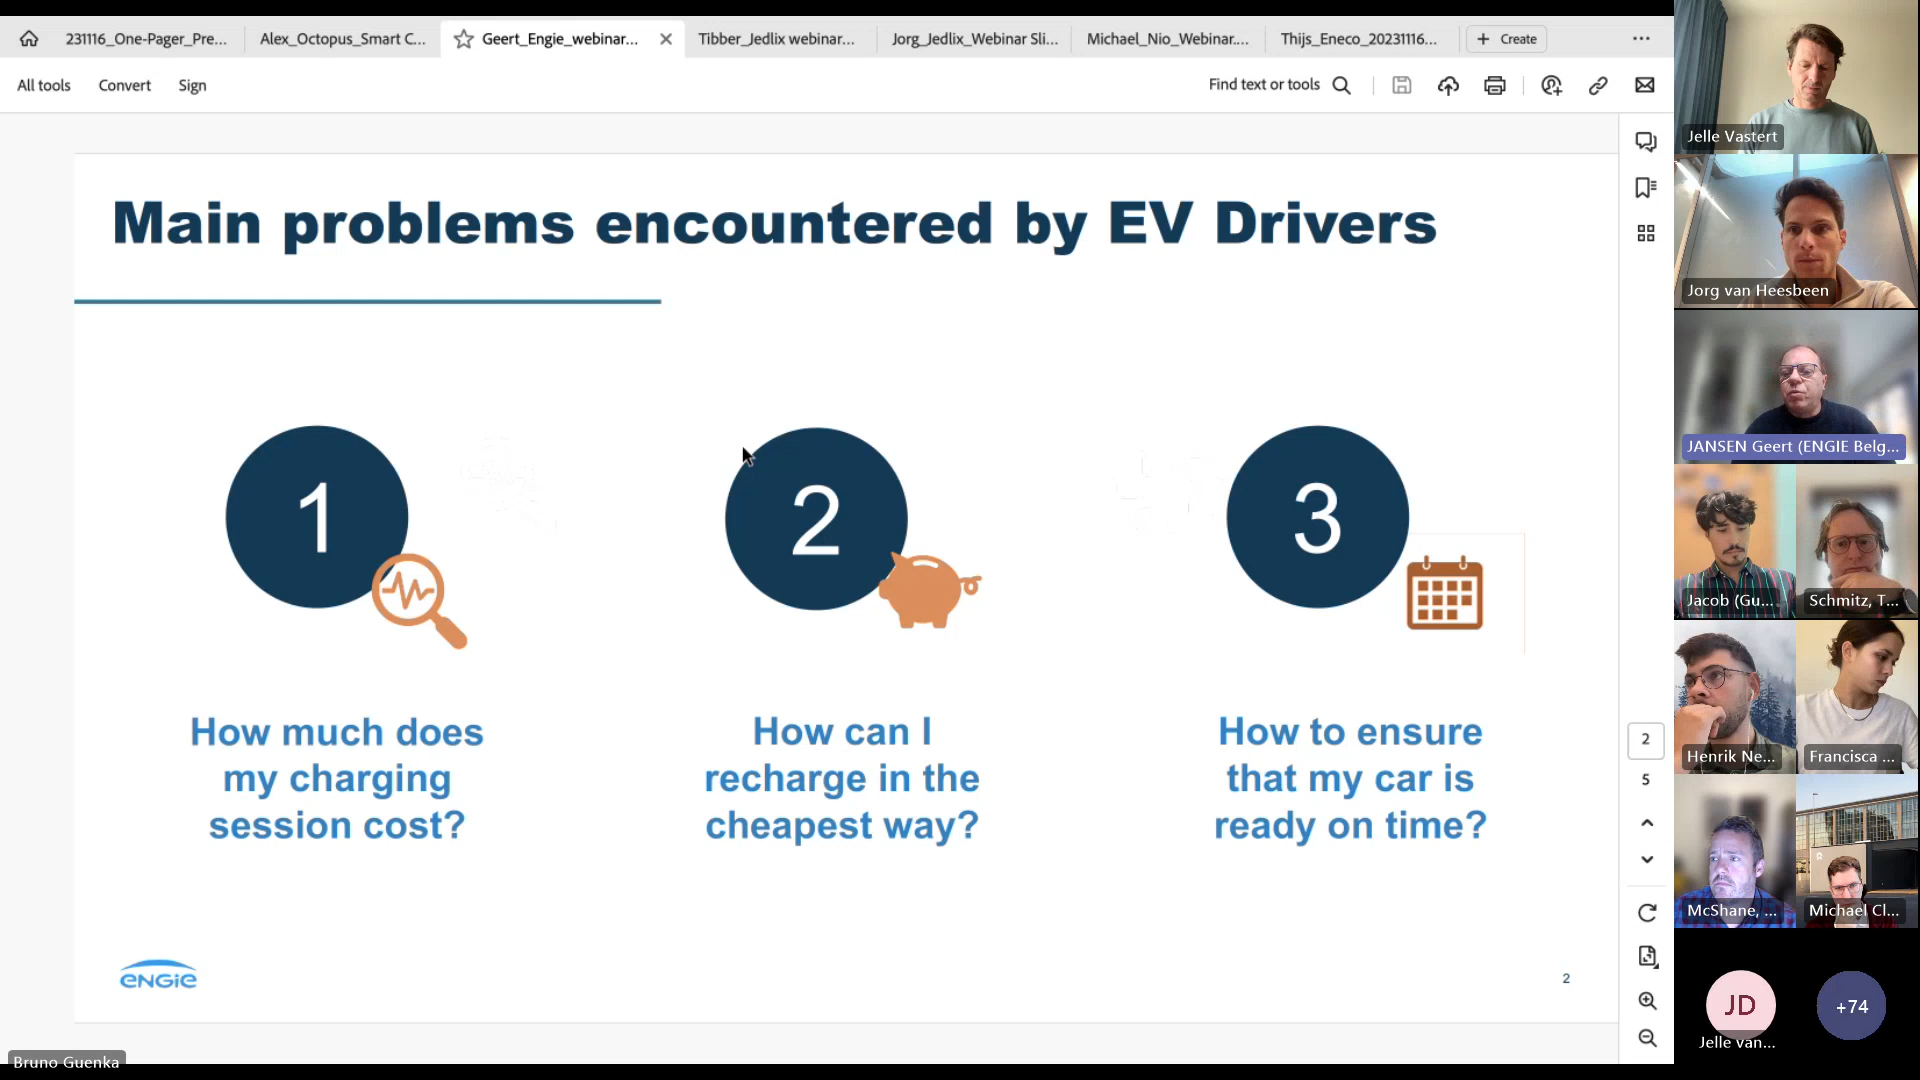 231116_One-Pager_Pre...
Alex_Octopus_Smart C...
Geert_Engie_webinar...
Tibber_Jedlix webinar...
Jorg_Jedlix_Webinar Sli...
Michael_Nio_Webinar....
Thijs_Eneco_20231116...
+ Create
All tools
Convert
Sign
Find text or tools
Main problems encountered by EV Drivers
1
2
3
How much does
my charging
session cost?
How can I
recharge in the
cheapest way?
How to ensure
that my car is
ready on time?
ENGIE
2
2
5
Bruno Guenka
Jelle Vastert
Jorg van Heesbeen
JANSEN Geert (ENGIE Belg...
Jacob (Gu...
Schmitz, T...
Henrik Ne...
Francisca ...
McShane, ...
Michael Cl...
JD
Jelle van...
+74